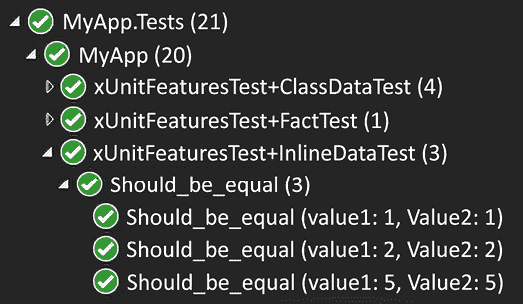 MyApp.Tests (21)
MyApp (20)
xUnitFeaturesTest+ClassDataTest (4)
xUnitFeaturesTest+FactTest (1)
xUnitFeaturesTest+InlineDataTest (3)
Should_be_equal (3)
Should_be_equal (value1: 1, Value2: 1)
Should_be_equal (value1: 2, Value2: 2)
Should_be_equal (value1: 5, Value2: 5)